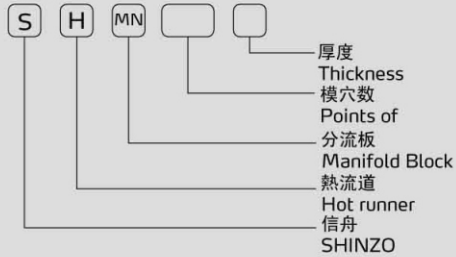 S H MN
厚度
Thickness
模穴数
Points of
分流板
Manifold Block
熱流道
Hot runner
信舟
SHINZO